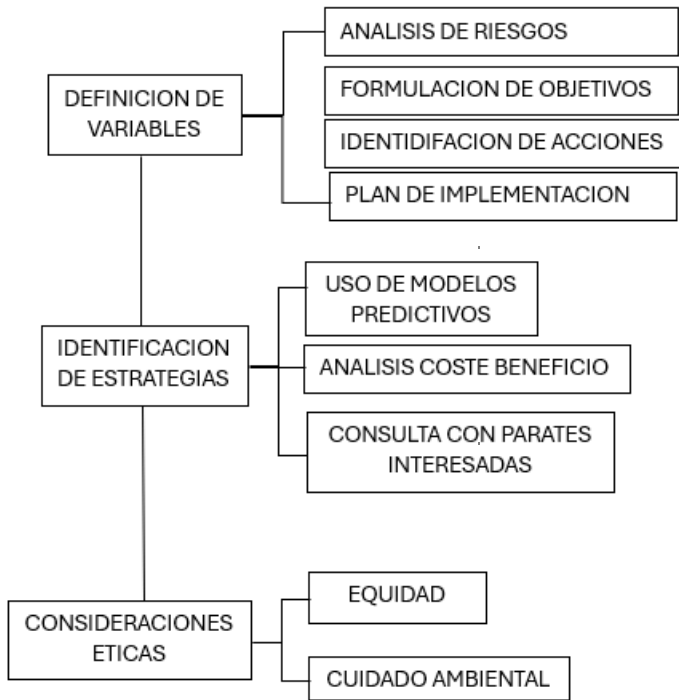 DEFINICION DE
VARIABLES
ANALISIS DE RIESGOS
FORMULACION DE OBJETIVOS
IDENTIDIFACION DE ACCIONES
PLAN DE IMPLEMENTACION
IDENTIFICACION
DE ESTRATEGIAS
USO DE MODELOS
PREDICTIVOS
ANALISIS COSTE BENEFICIO
CONSULTA CON PARATES
INTERESADAS
CONSIDERACIONES
ETICAS
EQUIDAD
CUIDADO AMBIENTAL